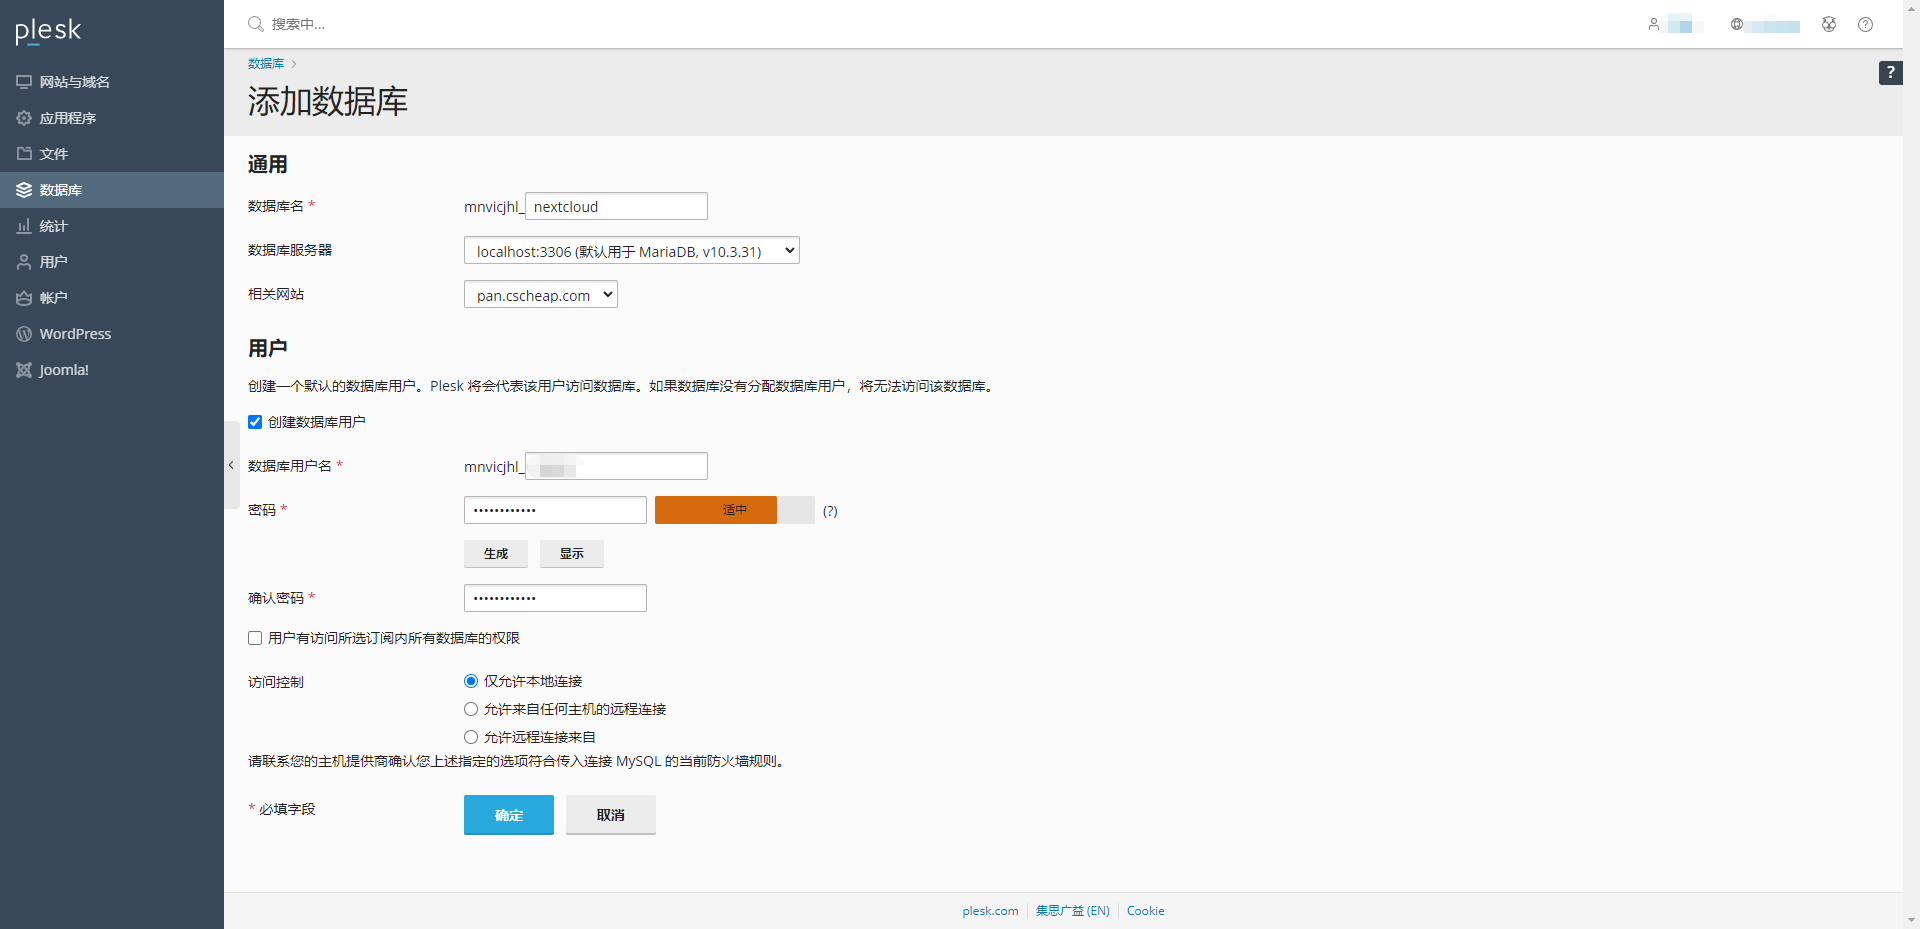 plesk
搜索中...
网站与域名
应用程序
文件
数据库
统计
用户
帐户
WordPress
Joomla!
数据库
?
添加数据库
通用
数据库名 * mnvicjhl_ nextcloud
数据库服务器 localhost:3306 (默认用于 MariaDB, v10.3.31)
相关网站 pan.cscheap.com
用户
创建一个默认的数据库用户。Plesk 将会代表该用户访问数据库。如果数据库没有分配数据库用户，将无法访问该数据库。
创建数据库用户
数据库用户名 * mnvicjhl_
密码 * •••••••••••• 适中 (?)
生成 显示
确认密码 * ••••••••••••
用户有访问所选订阅内所有数据库的权限
访问控制 仅允许本地连接
允许来自任何主机的远程连接
允许远程连接来自
请联系您的主机提供商确认您上述指定的选项符合传入连接 MySQL 的当前防火墙规则。
* 必填字段 确定 取消
plesk.com 集思广益 (EN) Cookie